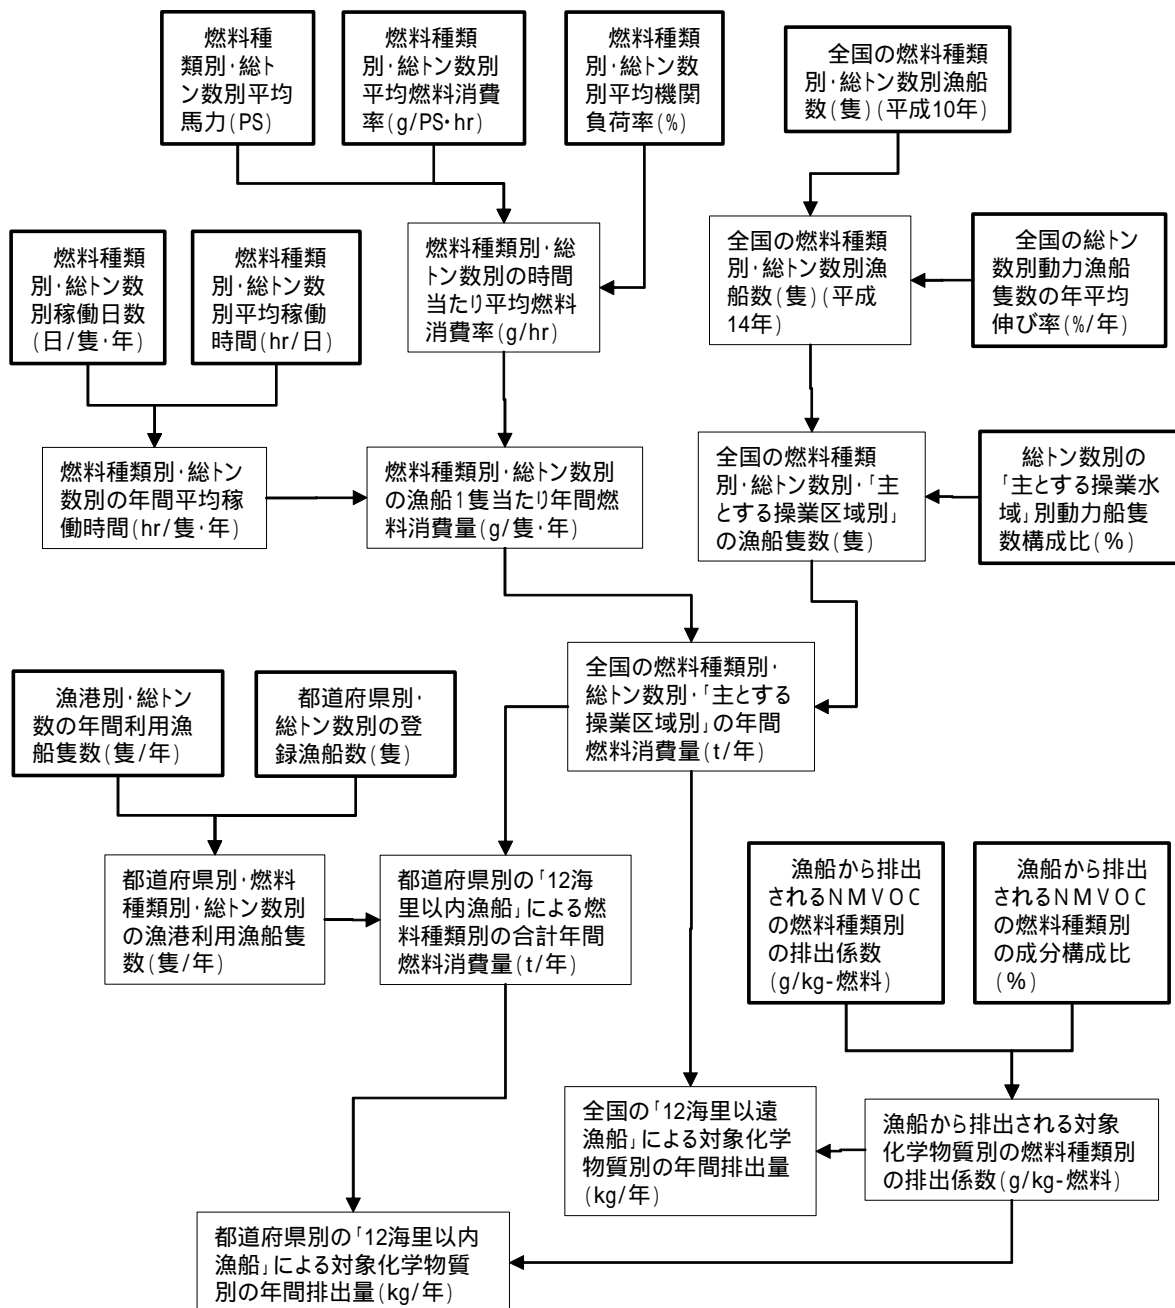 燃料種
類別・総ト
ン数別平均
馬力(PS)
燃料種類
別・総トン数別
平均燃料消費
率(g/PS・hr)
燃料種類
別・総トン数
別平均機関
負荷率(%)
全国の燃料種類
別・総トン数別漁船
数(隻)(平成10年)
燃料種類
別・総トン数
別稼働日数
(日/隻・年)
燃料種類
別・総トン数
別平均稼働
時間(hr/日)
燃料種類別・総
トン数別の時間
当たり平均燃料
消費率(g/hr)
全国の燃料種類
別・総トン数別漁
船数(隻)(平成
14年)
全国の総トン
数別動力漁船
隻数の年平均
伸び率(%/年)
燃料種類別・総トン
数別の年間平均稼
働時間(hr/隻・年)
燃料種類別・総トン数別
の漁船1隻当たり年間燃
料消費量(g/隻・年)
全国の燃料種類
別・総トン数別・「主
とする操業区域別」
の漁船隻数(隻)
総トン数別の
「主とする操業水
域」別動力船隻
数構成比(%)
全国の燃料種類別・
総トン数別・「主とする
操業区域別」の年間
燃料消費量(t/年)
漁港別・総トン
数の年間利用漁
船隻数(隻/年)
都道府県別・
総トン数別の登
録漁船数(隻)
都道府県別・燃料
種類別・総トン数別
の漁港利用漁船隻
数(隻/年)
都道府県別の「12海
里以内漁船」による燃
料種類別の合計年間
燃料消費量(t/年)
漁船から排出
されるNMVOC
の燃料種類別
の排出係数
(g/kg-燃料)
漁船から排出
されるNMVOC
の燃料種類別
の成分構成比
(%)
全国の「12海里以遠
漁船」による対象化学
物質別の年間排出量
(kg/年)
漁船から排出される対象
化学物質別の燃料種類別
の排出係数(g/kg-燃料)
都道府県別の「12海里以内
漁船」による対象化学物質
別の年間排出量(kg/年)